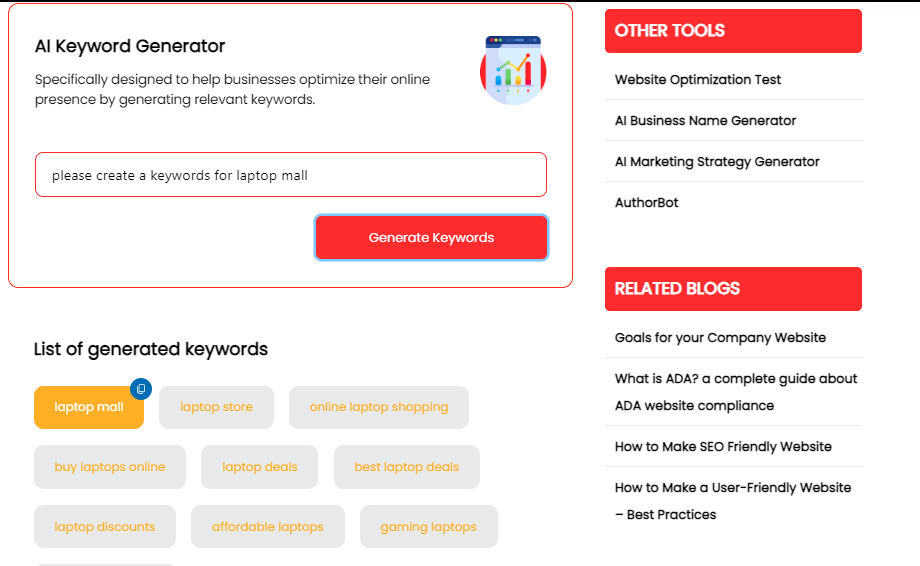 AI Keyword Generator
Specifically designed to help businesses optimize their online
presence by generating relevant keywords.
please create a keywords for laptop mall
Generate Keywords
List of generated keywords
laptop mall
laptop store
online laptop shopping
buy laptops online
laptop deals
best laptop deals
laptop discounts
affordable laptops
gaming laptops
OTHER TOOLS
Website Optimization Test
AI Business Name Generator
AI Marketing Strategy Generator
AuthorBot
RELATED BLOGS
Goals for your Company Website
What is ADA? a complete guide about
ADA website compliance
How to Make SEO Friendly Website
How to Make a User-Friendly Website
– Best Practices